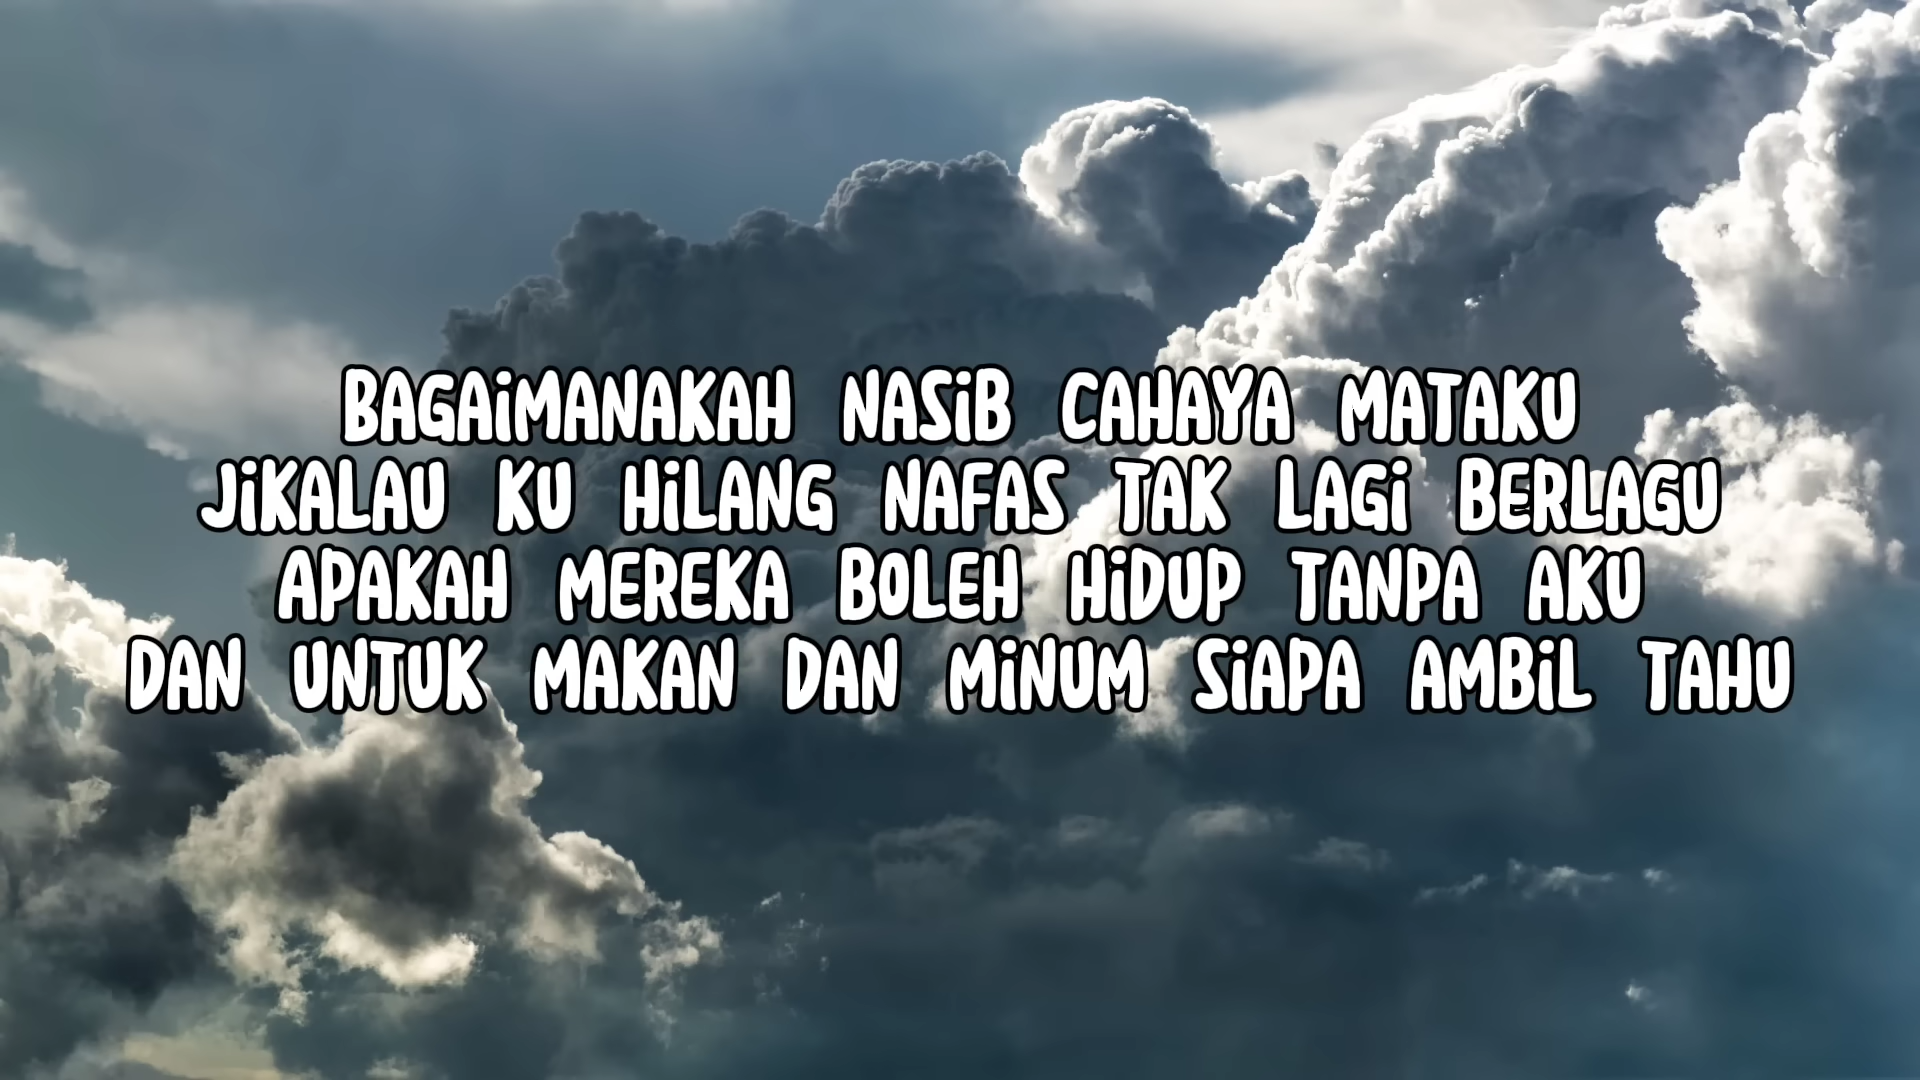 BAGAiMANAKAH NASiB CAHAYA MATAKU
JiKALAU KU HiLANG NAFAS TAK LAGi BERLAGU
APAKAH MEREKA BOLEH HiDUP TANPA AKU
DAN UNTUK MAKAN DAN MiNUM SiAPA AMBiL TAHU